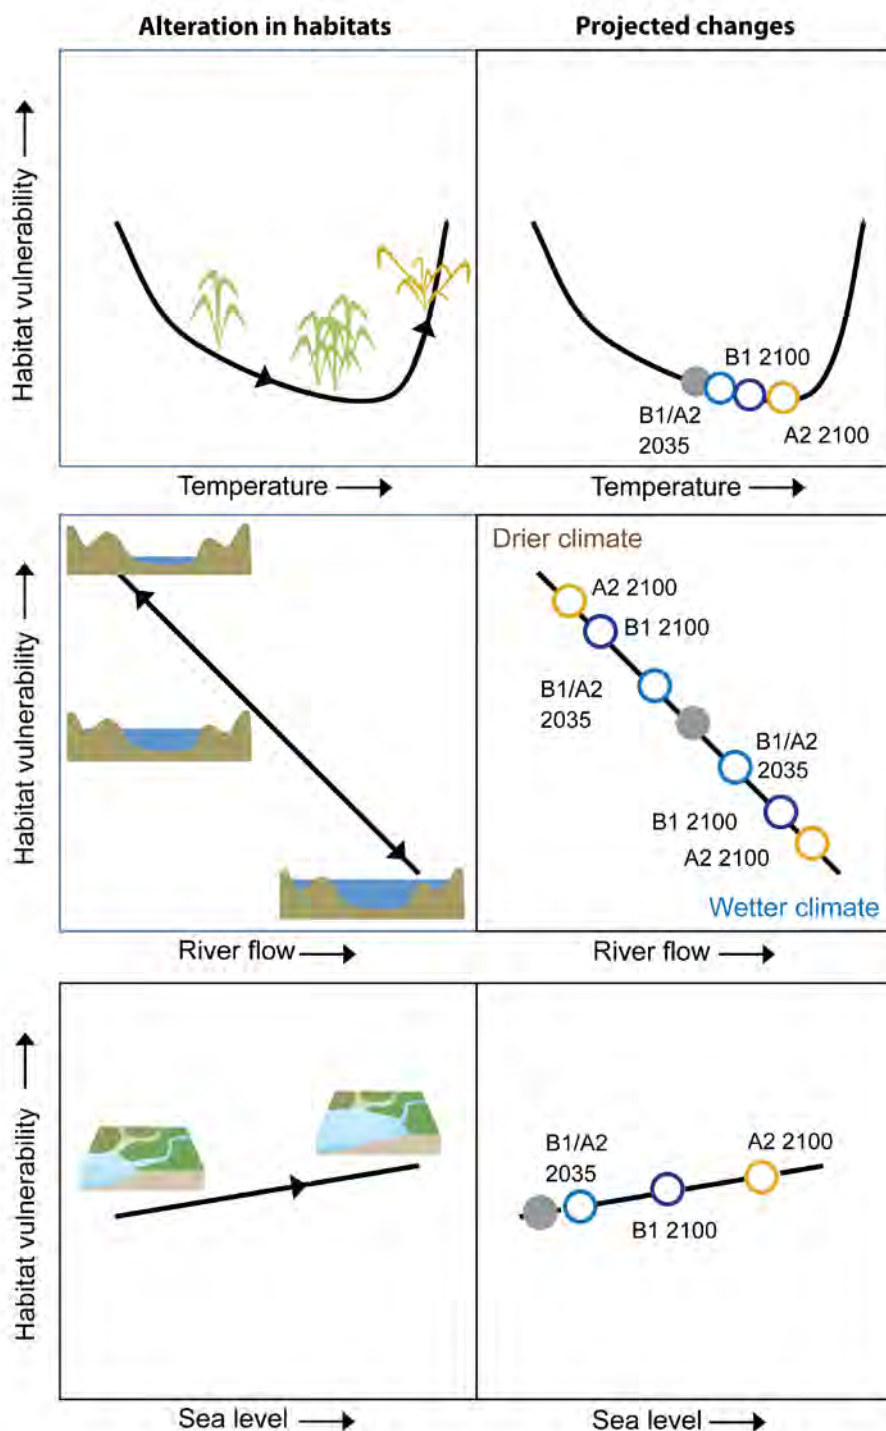 Alteration in habitats
Projected changes
Habitat vulnerability
B1 2100
B1/A2
2035
A2 2100
Temperature
Temperature
Habitat vulnerability
Drier climate
A2 2100
B1 2100
B1/A2
2035
B1/A2
2035
B1 2100
A2 2100
Wetter climate
River flow
River flow
Habitat vulnerability
B1/A2
2035
A2 2100
B1 2100
Sea level
Sea level